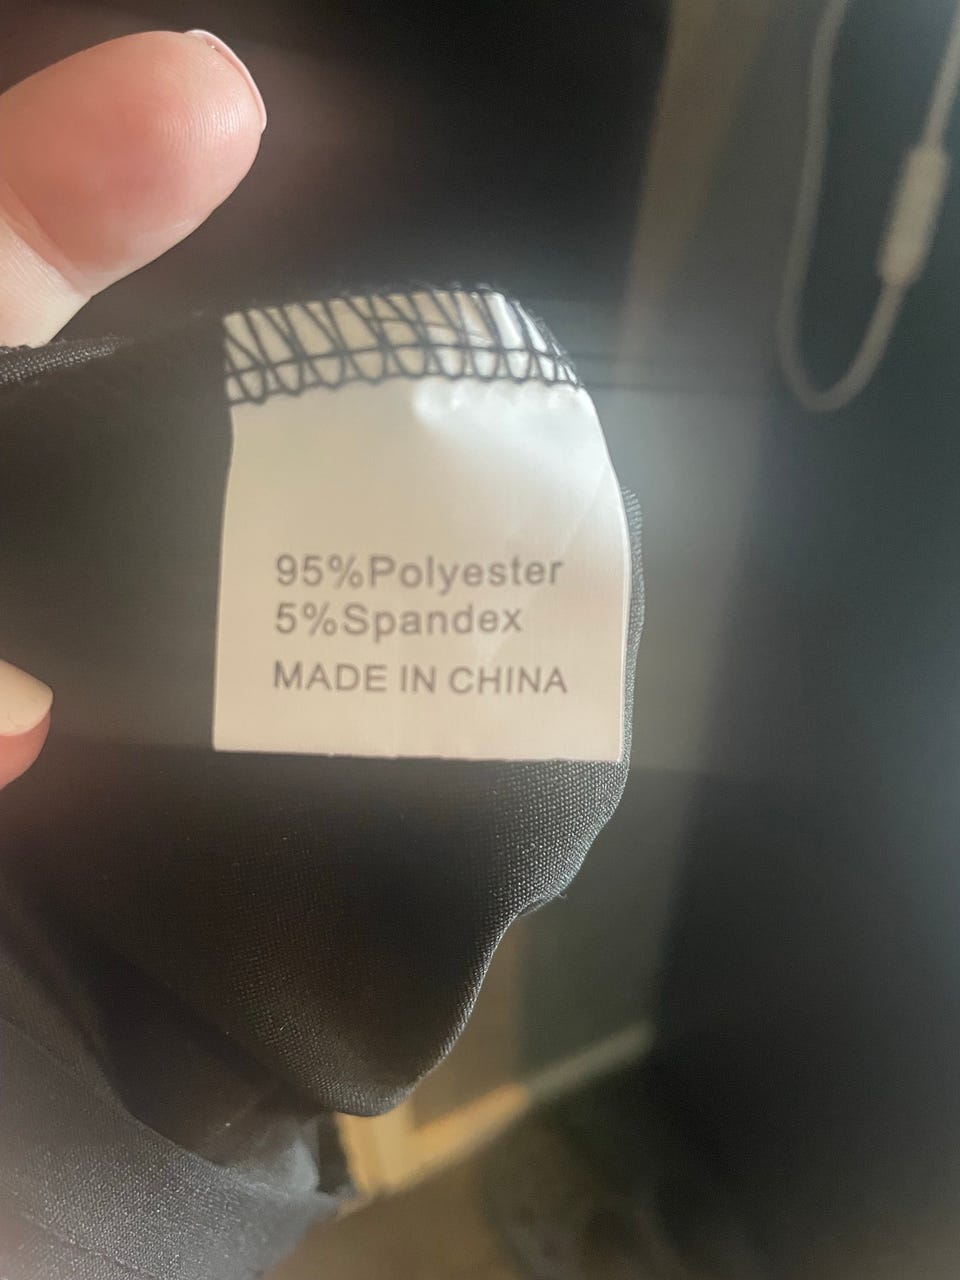 95%Polyester
5%Spandex
MADE IN CHINA